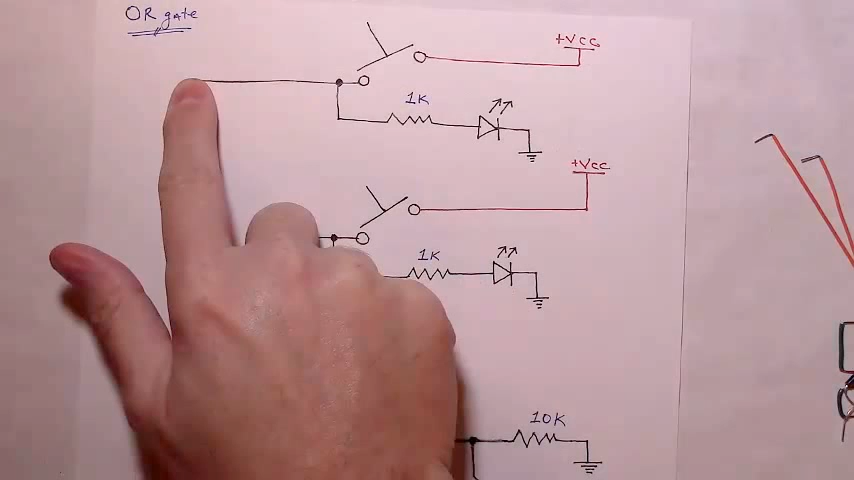 OR gate
+Vcc
1K
+Vcc
1K
10K